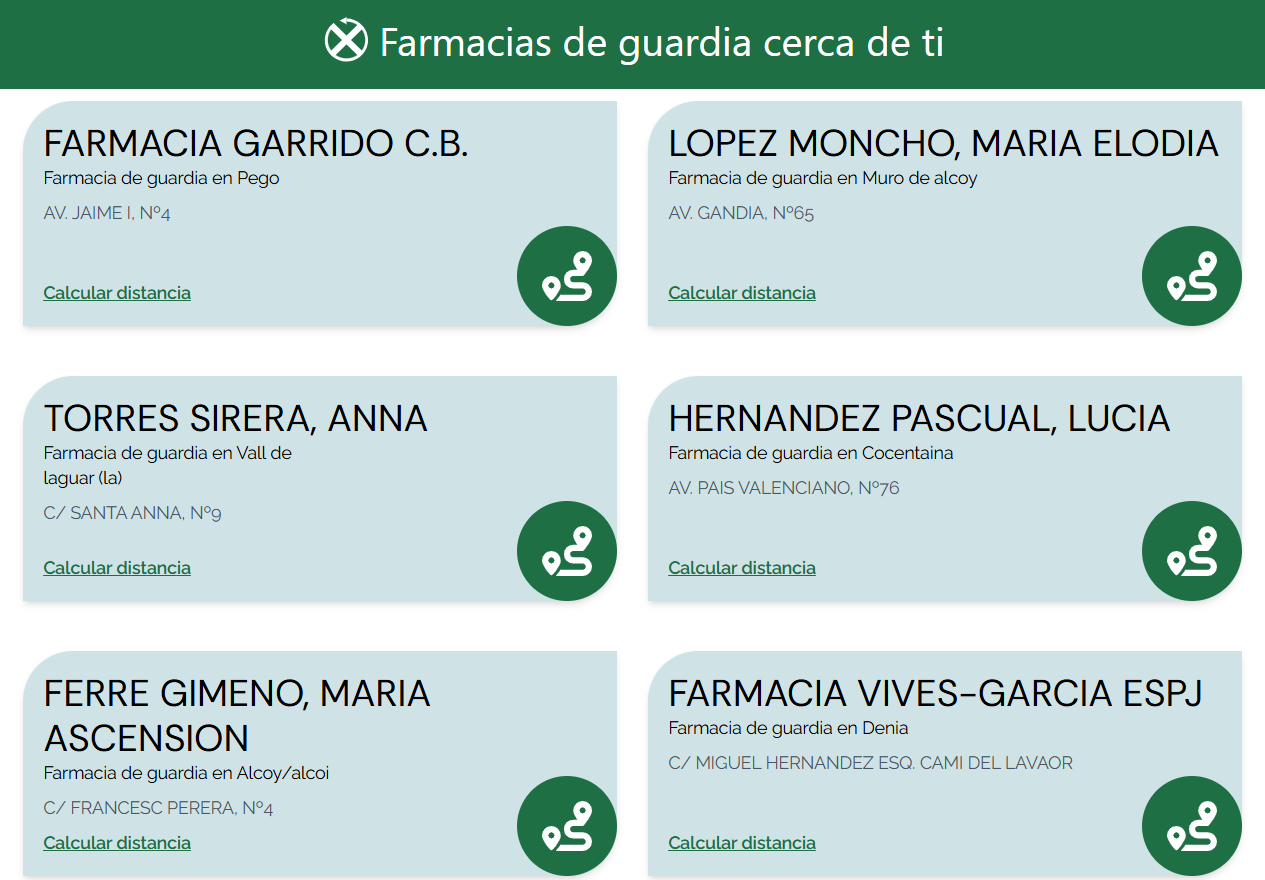 Farmacias de guardia cerca de ti
FARMACIA GARRIDO C.B.
Farmacia de guardia en Pego
AV. JAIME I, Nº4
Calcular distancia
LOPEZ MONCHO, MARIA ELODIA
Farmacia de guardia en Muro de alcoy
AV. GANDIA, Nº65
Calcular distancia
TORRES SIRERA, ANNA
Farmacia de guardia en Vall de
laguar (la)
C/ SANTA ANNA, Nº9
Calcular distancia
HERNANDEZ PASCUAL, LUCIA
Farmacia de guardia en Cocentaina
AV. PAIS VALENCIANO, Nº76
Calcular distancia
FERRE GIMENO, MARIA
ASCENSION
Farmacia de guardia en Alcoy/alcoi
C/ FRANCESC PERERA, Nº4
Calcular distancia
FARMACIA VIVES-GARCIA ESPJ
Farmacia de guardia en Denia
C/ MIGUEL HERNANDEZ ESQ. CAMI DEL LAVAOR
Calcular distancia